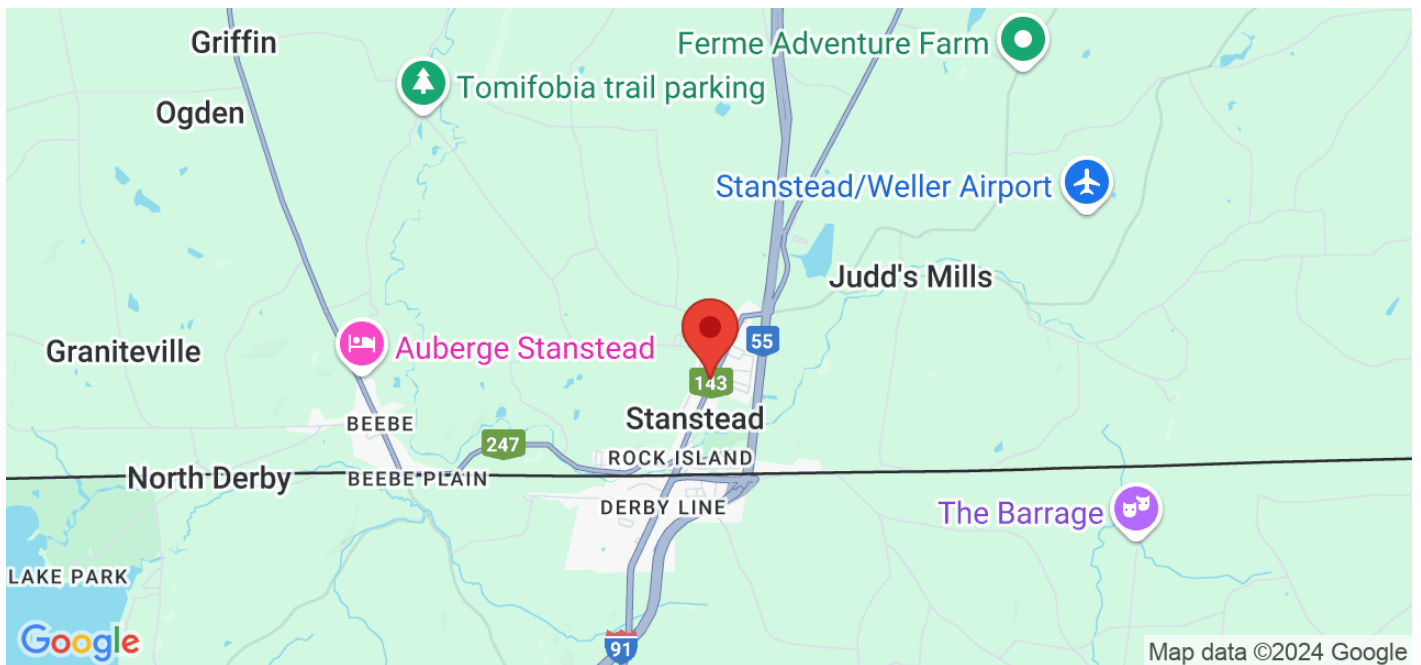 Griffin
Ferme Adventure Farm
Tomifobia trail parking
Ogden
Stanstead/Weller Airport
Judd's Mills
55
Graniteville
Auberge Stanstead
143
Stanstead
BEEBE
247
ROCK ISLAND
North Derby
BEEBE PLAIN
DERBY LINE
The Barrage
LAKE PARK
Google
91
Map data ©2024 Google